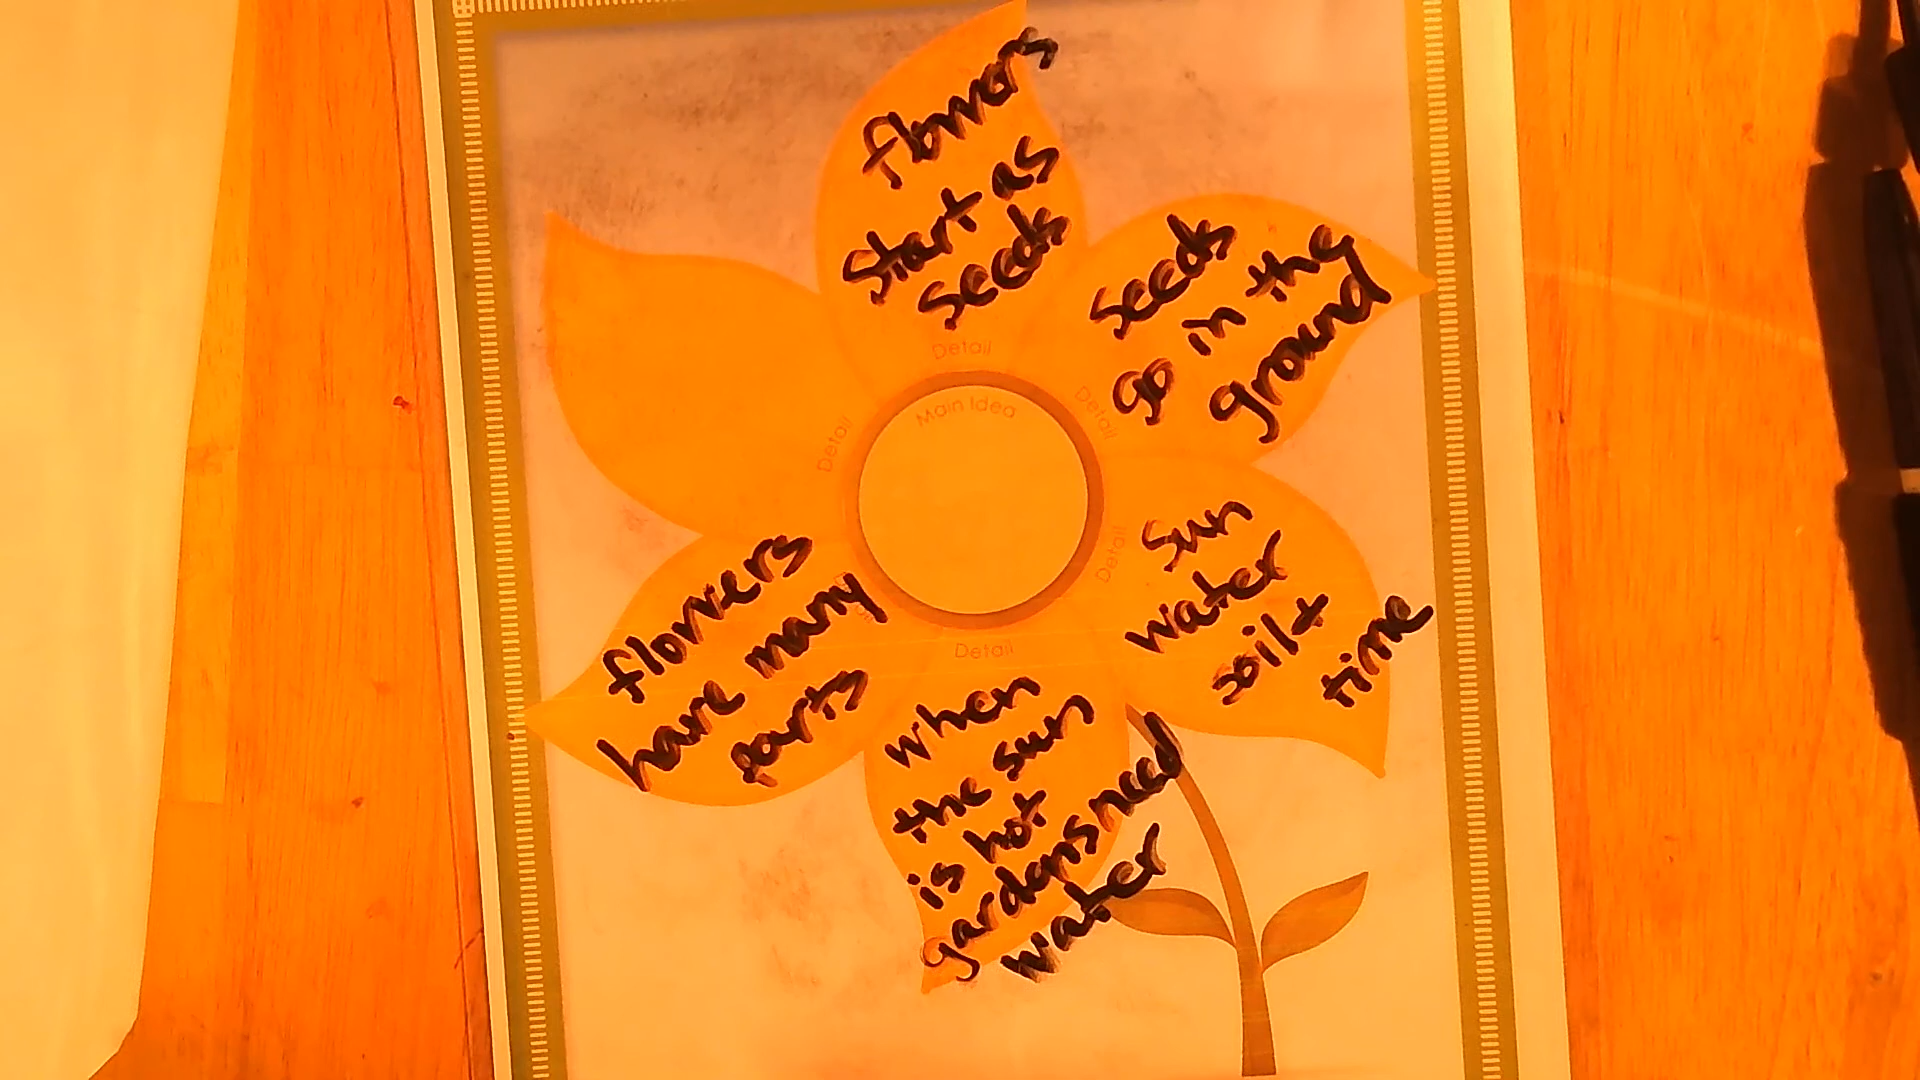 flowers
start as
seeds
Detail
seeds
go in the
ground
Detail
sun
water
soil +
time
Detail
when
the sun
is hot
gardens need
water
Detail
flowers
have many
parts
Detail
Main Idea